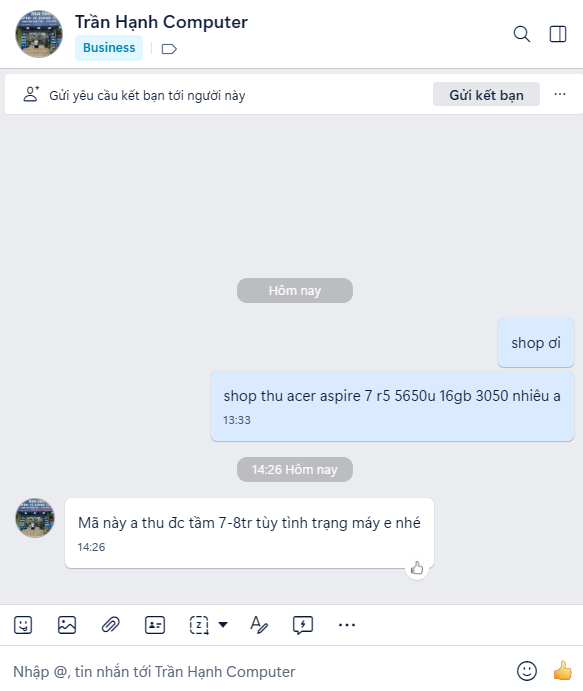 Trần Hạnh Computer
Business
Gửi yêu cầu kết bạn tới người này
Gửi kết bạn
Hôm nay
shop ơi
shop thu acer aspire 7 r5 5650u 16gb 3050 nhiêu a
13:33
14:26 Hôm nay
Mã này a thu đc tầm 7-8tr tùy tình trạng máy e nhé
14:26
Nhập @, tin nhắn tới Trần Hạnh Computer